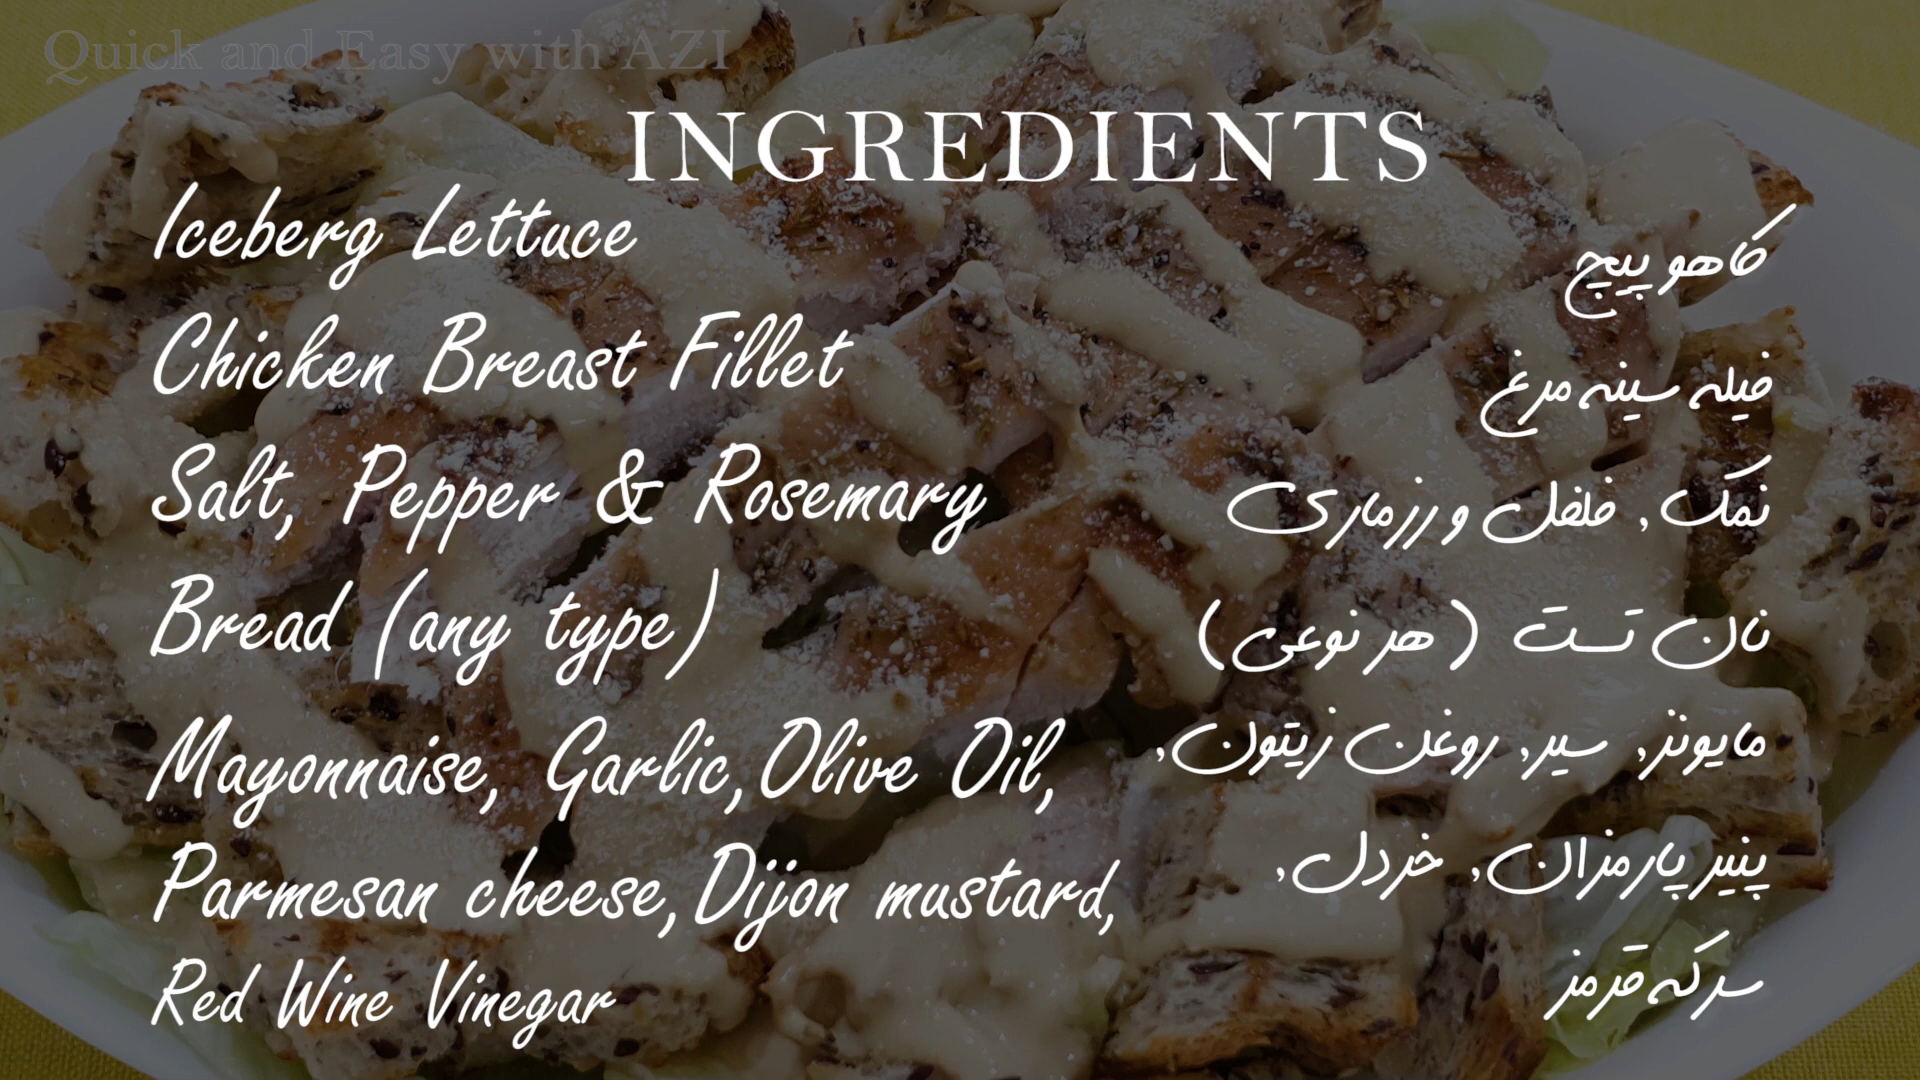 Quick and Easy with AZI
INGREDIENTS
Iceberg Lettuce
کاهو پیچ
Chicken Breast Fillet
فیله سینه مرغ
Salt, Pepper & Rosemary
نمک, فلفل و رزماری
Bread (any type)
نان تست (هر نوعی)
Mayonnaise, Garlic,Olive Oil,
مایونز, سیر, روغن زیتون,
Parmesan cheese,Dijon mustard,
پنیر پارمزان, خردل,
Red Wine Vinegar
سرکه قرمز